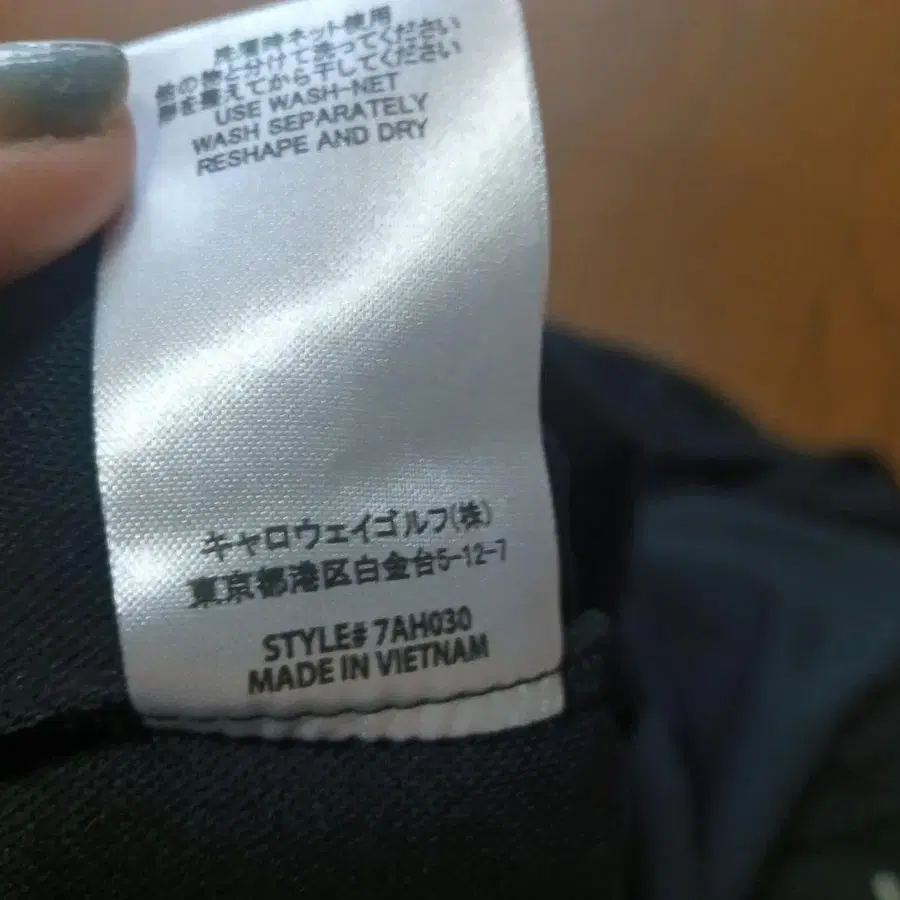 洗濯時ネット使用
他の物と分けて洗ってください
形を整えてから干してください
USE WASH-NET
WASH SEPARATELY
RESHAPE AND DRY
キャロウェイゴルフ(株)
東京都港区白金台5-12-7
STYLE# 7AH030
MADE IN VIETNAM